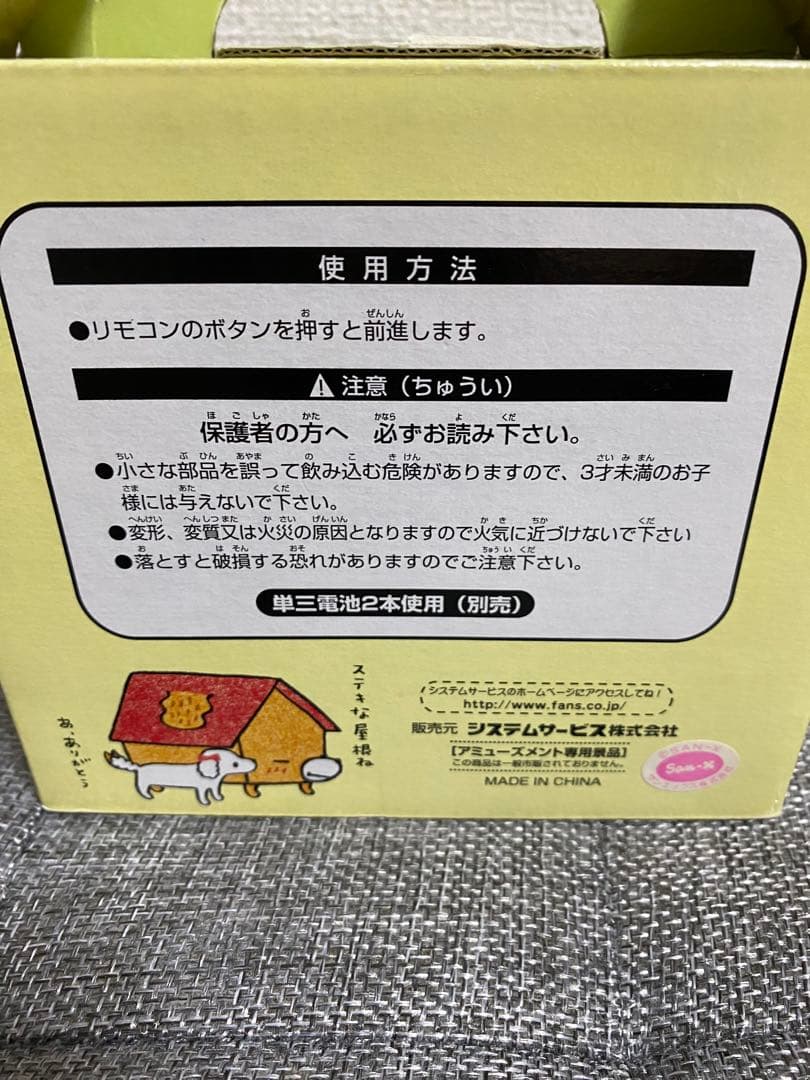 使用方法
●リモコンのボタンを押すと前進します。
⚠注意（ちゅうい）
保護者の方へ 必ずお読み下さい。
●小さな部品を誤って飲み込む危険がありますので、3才未満のお子
様には与えないで下さい。
●変形、変質又は火災の原因となりますので火気に近づけないで下さい
●落とすと破損する恐れがありますのでご注意下さい。
単三電池2本使用（別売）
ステキな屋根ね
あ、ありがとう
システムサービスのホームページにアクセスしてね！
http://www.fans.co.jp/
販売元 システムサービス株式会社
[アミューズメント専用景品]
この商品は一般市販されておりません。
MADE IN CHINA
©SAN-X
San-X